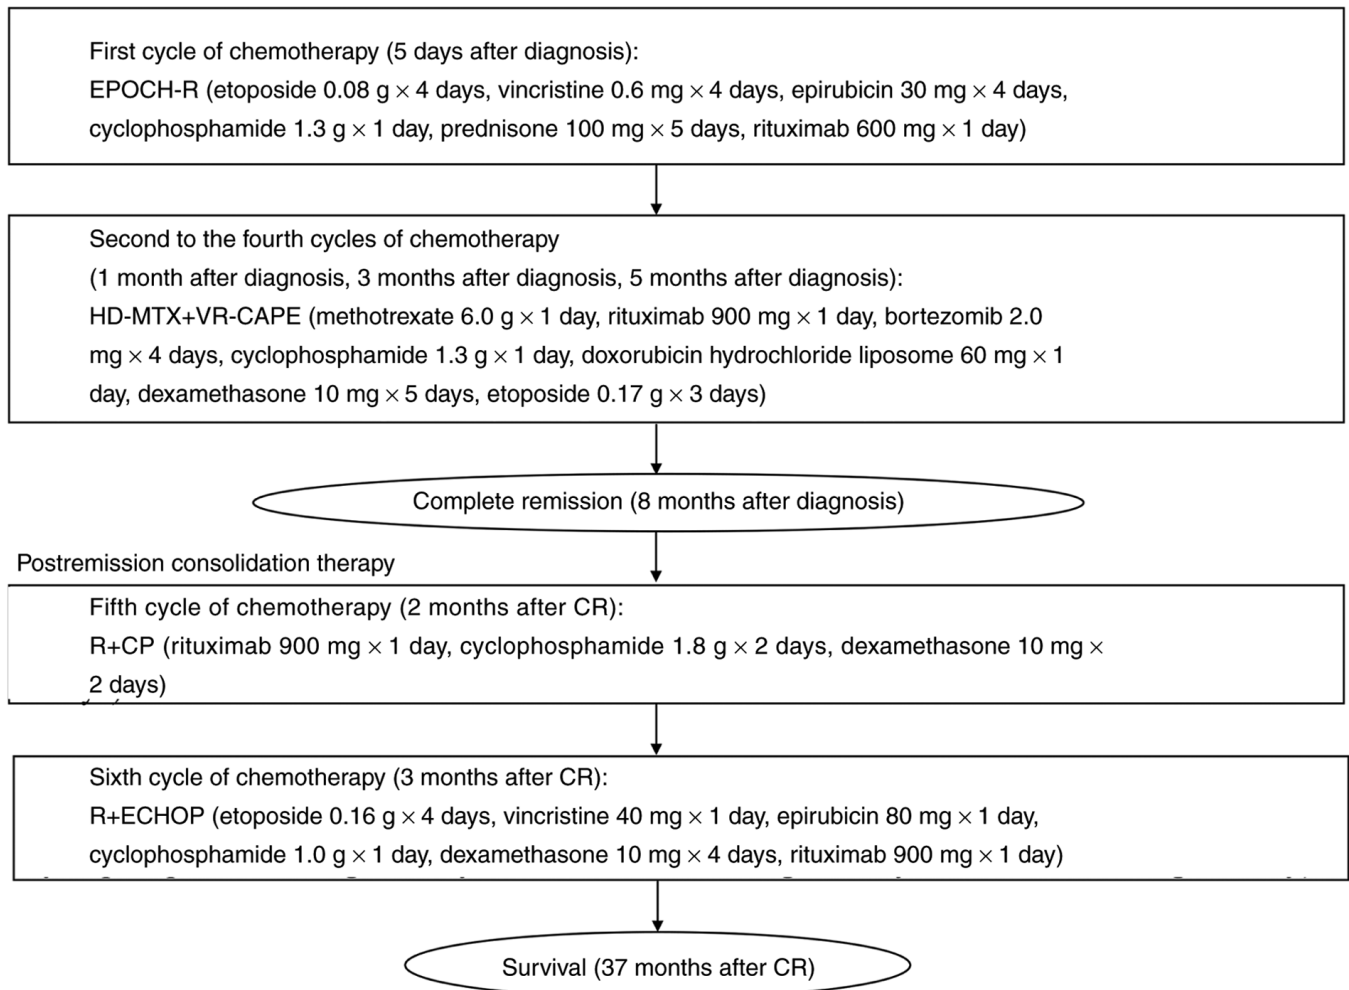 First cycle of chemotherapy (5 days after diagnosis):
EPOCH-R (etoposide 0.08 g × 4 days, vincristine 0.6 mg × 4 days, epirubicin 30 mg × 4 days,
cyclophosphamide 1.3 g × 1 day, prednisone 100 mg × 5 days, rituximab 600 mg × 1 day)
Second to the fourth cycles of chemotherapy
(1 month after diagnosis, 3 months after diagnosis, 5 months after diagnosis):
HD-MTX+VR-CAPE (methotrexate 6.0 g × 1 day, rituximab 900 mg × 1 day, bortezomib 2.0
mg × 4 days, cyclophosphamide 1.3 g × 1 day, doxorubicin hydrochloride liposome 60 mg × 1
day, dexamethasone 10 mg × 5 days, etoposide 0.17 g × 3 days)
Complete remission (8 months after diagnosis)
Postremission consolidation therapy
Fifth cycle of chemotherapy (2 months after CR):
R+CP (rituximab 900 mg × 1 day, cyclophosphamide 1.8 g × 2 days, dexamethasone 10 mg ×
2 days)
Sixth cycle of chemotherapy (3 months after CR):
R+ECHOP (etoposide 0.16 g × 4 days, vincristine 40 mg × 1 day, epirubicin 80 mg × 1 day,
cyclophosphamide 1.0 g × 1 day, dexamethasone 10 mg × 4 days, rituximab 900 mg × 1 day)
Survival (37 months after CR)